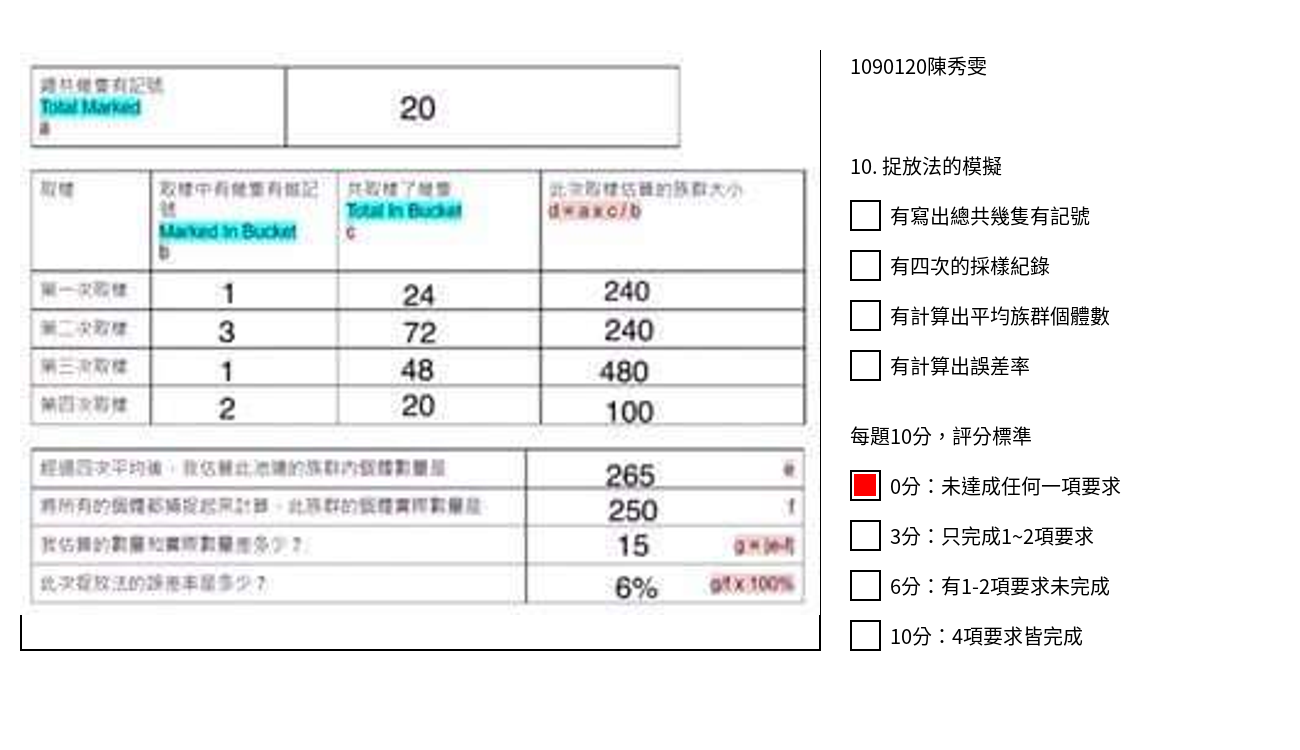 總共幾隻有記號
Total Marked
a
20
取樣
取樣中有幾隻有做記
號
Marked In Bucket
b
共取樣了幾隻
Total In Bucket
c
此次取樣估算的族群大小
d = a x c / b
第一次取樣 1 24 240
第二次取樣 3 72 240
第三次取樣 1 48 480
第四次取樣 2 20 100
經過四次平均後，我估算此池塘的族群內個體數量是 265 e
將所有的個體都捕捉起來計算，此族群的個體實際數量是 250 f
我估算的數量和實際數量差多少？ 15 g = |e-f|
此次捉放法的誤差率是多少？ 6% g/f x 100%
1090120陳秀雯
10. 捉放法的模擬
有寫出總共幾隻有記號
有四次的採樣紀錄
有計算出平均族群個體數
有計算出誤差率
每題10分，評分標準
0分：未達成任何一項要求
3分：只完成1~2項要求
6分：有1-2項要求未完成
10分：4項要求皆完成